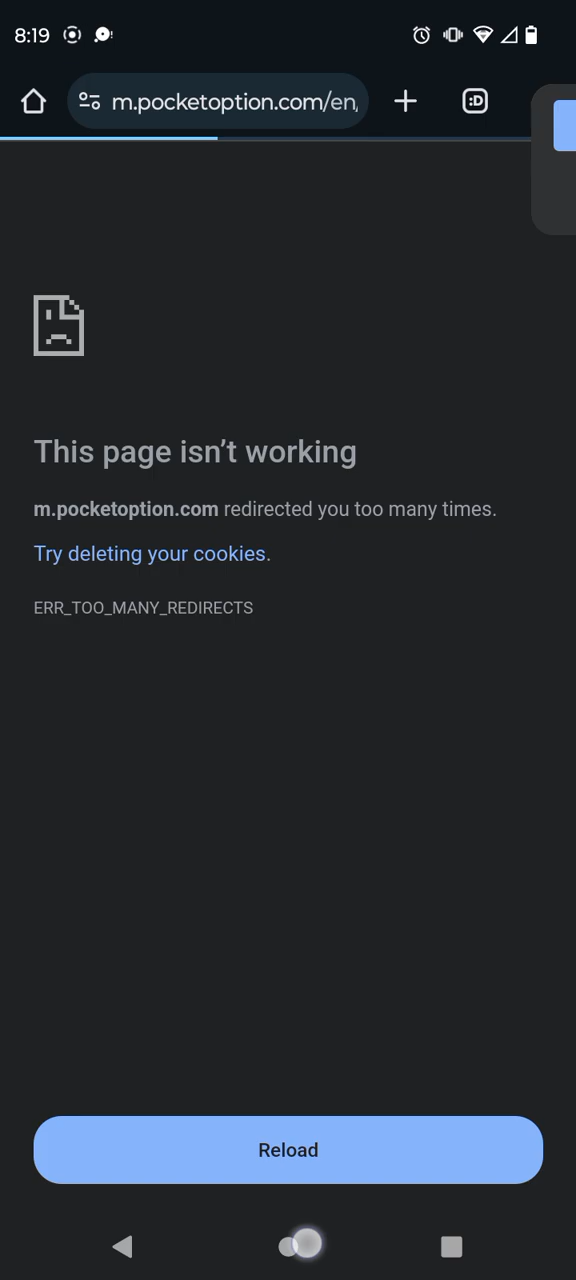 8:19
m.pocketoption.com/en,
:D
This page isn’t working
m.pocketoption.com redirected you too many times.
Try deleting your cookies.
ERR_TOO_MANY_REDIRECTS
Reload